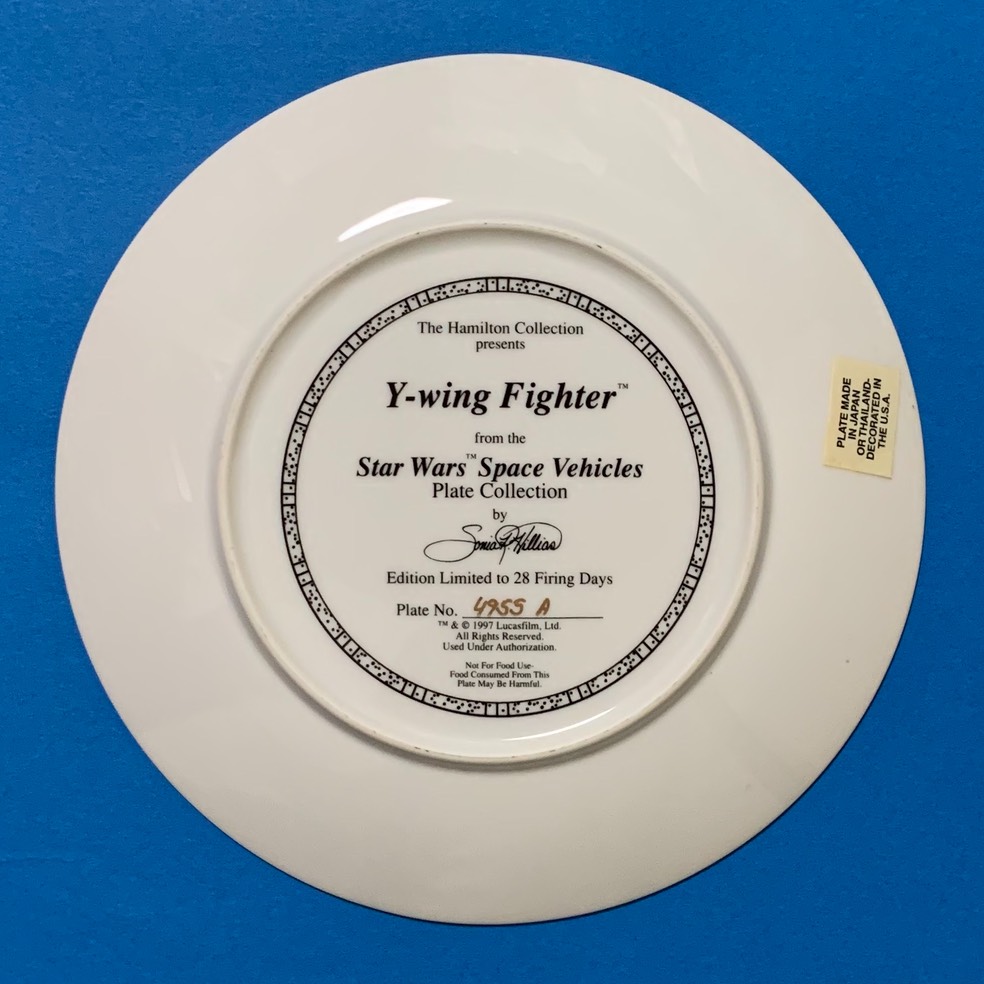 The Hamilton Collection
presents
Y-wing Fighter™
from the
Star Wars™ Space Vehicles
Plate Collection
by
Sonia R. Hillios
Edition Limited to 28 Firing Days
Plate No. 4955 A
™ & © 1997 Lucasfilm, Ltd.
All Rights Reserved.
Used Under Authorization.
Not For Food Use-
Food Consumed From This
Plate May Be Harmful.
PLATE MADE
IN JAPAN
OR THAILAND-
DECORATED IN
THE U.S.A.